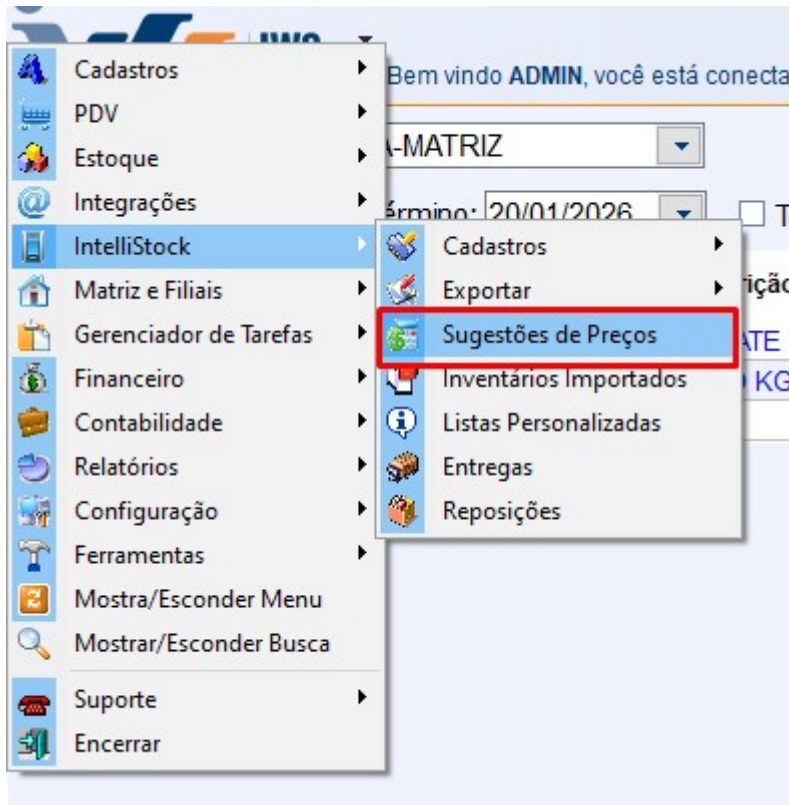 Bem vindo ADMIN, você está conecta
Cadastros
PDV
A-MATRIZ
Estoque
Integrações
érmino: 20/01/2026
T
IntelliStock
Cadastros
Matriz e Filiais
Exportar
rição
Gerenciador de Tarefas
Sugestões de Preços
ATE
Financeiro
Inventários Importados
KG
Contabilidade
Listas Personalizadas
Relatórios
Entregas
Configuração
Reposições
Ferramentas
Mostra/Esconder Menu
Mostrar/Esconder Busca
Suporte
Encerrar